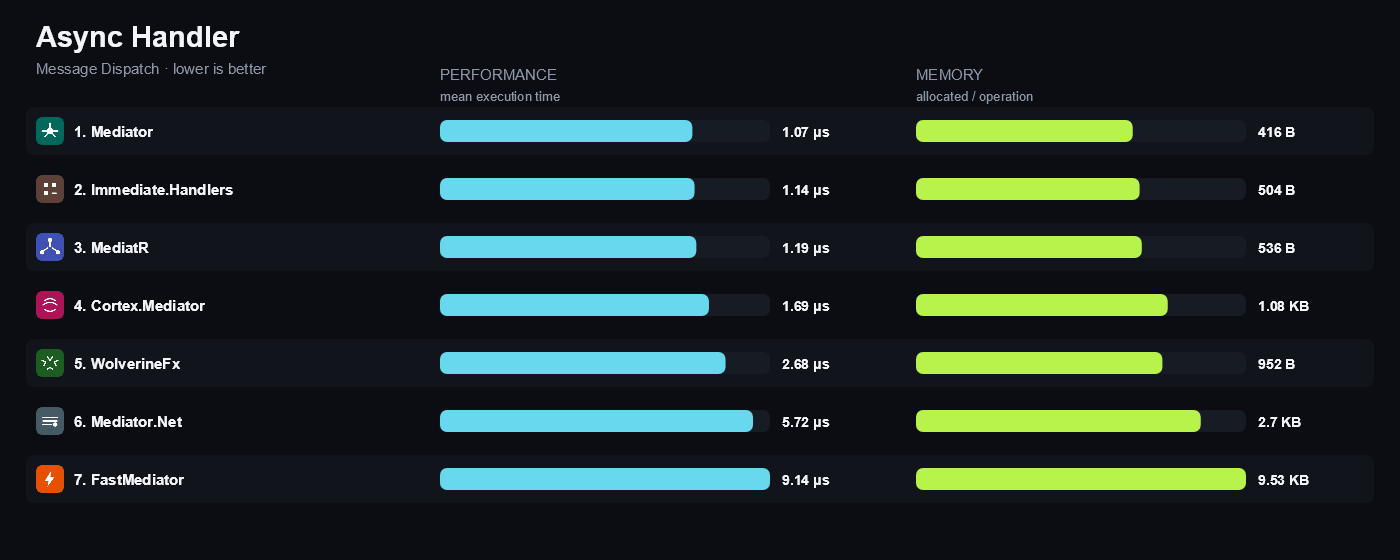 Async Handler
Message Dispatch · lower is better
PERFORMANCE
mean execution time
MEMORY
allocated / operation
1. Mediator 1.07 µs 416 B
2. Immediate.Handlers 1.14 µs 504 B
3. MediatR 1.19 µs 536 B
4. Cortex.Mediator 1.69 µs 1.08 KB
5. WolverineFx 2.68 µs 952 B
6. Mediator.Net 5.72 µs 2.7 KB
7. FastMediator 9.14 µs 9.53 KB